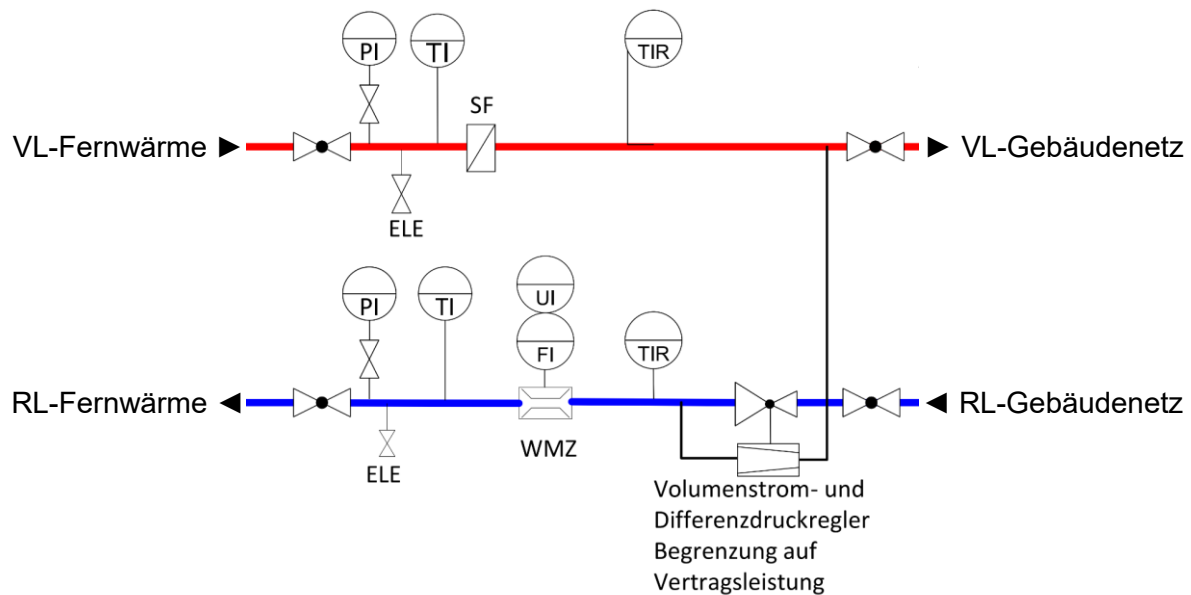 PI
TI
TIR
SF
VL-Fernwärme ►
► VL-Gebäudenetz
ELE
PI
TI
UI
FI
TIR
RL-Fernwärme ◄
◄ RL-Gebäudenetz
ELE
WMZ
Volumenstrom- und
Differenzdruckregler
Begrenzung auf
Vertragsleistung